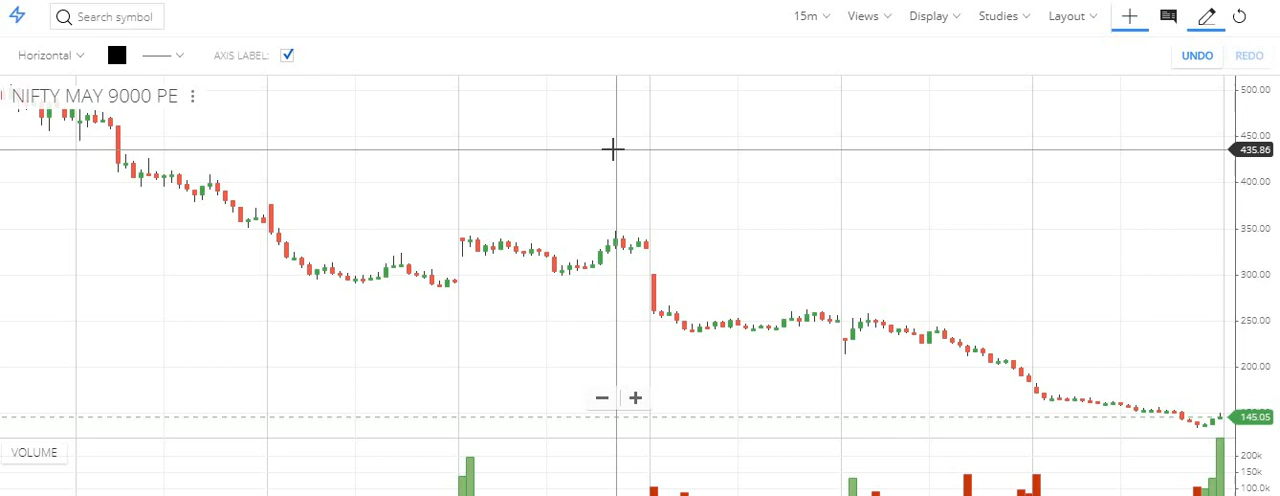 Search symbol 15m Views Display Studies Layout
Horizontal AXIS LABEL: UNDO REDO
NIFTY MAY 9000 PE
500.00
450.00
435.86
400.00
350.00
300.00
250.00
200.00
145.05
VOLUME
200k
150k
100.0k